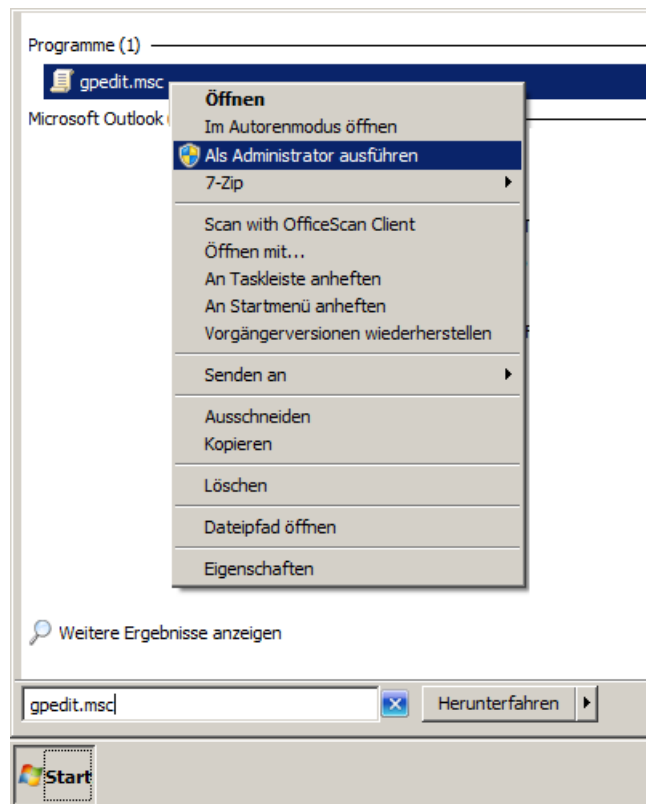 Programme (1)
gpedit.msc
Microsoft Outlook
Öffnen
Im Autorenmodus öffnen
Als Administrator ausführen
7-Zip
Scan with OfficeScan Client
Öffnen mit...
An Taskleiste anheften
An Startmenü anheften
Vorgängerversionen wiederherstellen
Senden an
Ausschneiden
Kopieren
Löschen
Dateipfad öffnen
Eigenschaften
Weitere Ergebnisse anzeigen
gpedit.msc
Herunterfahren
Start